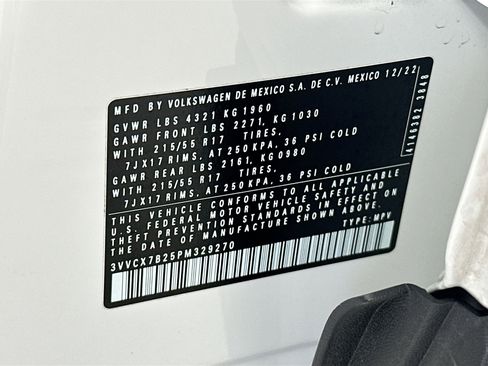 MFD BY VOLKSWAGEN DE MEXICO S.A. DE C.V. MEXICO 12/22
GVWR LBS 4321 KG 1960
GAWR FRONT LBS 2271, KG 1030
WITH 215/55 R17 TIRES.
7JX17 RIMS, AT 250 KPA, 36 PSI COLD
GAWR REAR LBS 2161, KG0980
WITH 215/55 R17 TIRES.
7JX17 RIMS, AT 250 KPA, 36 PSI COLD
THIS VEHICLE CONFORMS TO ALL APPLICABLE
U.S. FEDERAL MOTOR VEHICLE SAFETY AND
THEFT PREVENTION STANDARDS IN EFFECT ON
THE DATE OF MANUFACTURE SHOWN ABOVE.
3VVCX7B25PM329270 TYPE: MPV
A146382 3848